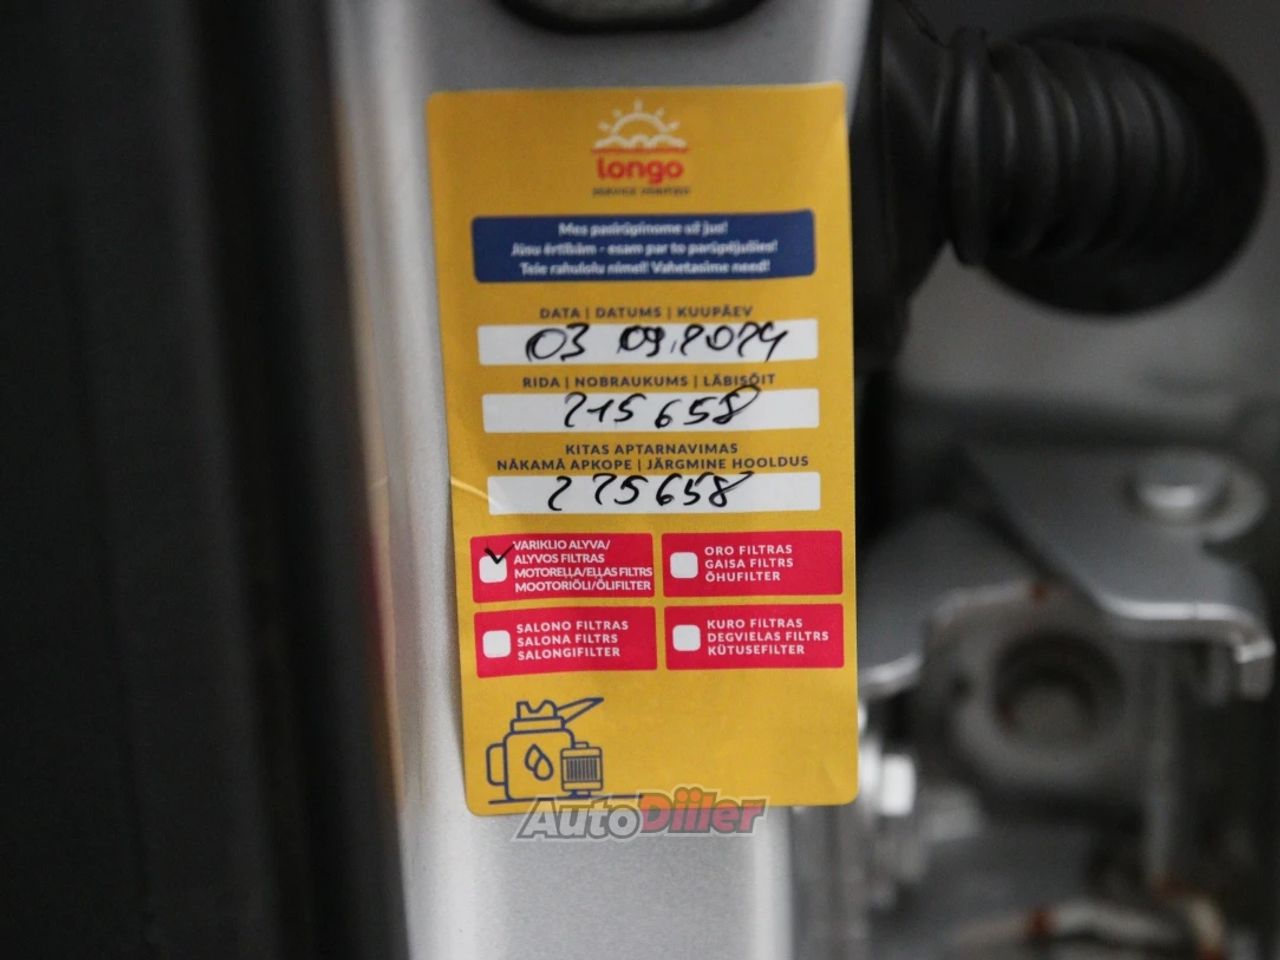 longo
Mes pasirūpinome už jus!
Jūsu ērtībām - esam par to parūpējušies!
Teie rahulolu nimel! Vahetasime need!
DATA | DATUMS | KUUPÄEV
03 09.2024
RIDA | NOBRAUKUMS | LÄBISÕIT
215658
KITAS APTARNAVIMAS
NĀKAMĀ APKOPE | JÄRGMINE HOOLDUS
225658
VARIKLIO ALYVA/
ALYVOS FILTRAS
MOTOREĻĻA/EĻĻAS FILTRS
MOOTORIÕLI/ÕLIFILTER
ORO FILTRAS
GAISA FILTRS
ÕHUFILTER
SALONO FILTRAS
SALONA FILTRS
SALONGIFILTER
KURO FILTRAS
DEGVIELAS FILTRS
KÜTUSEFILTER
AutoDiiler